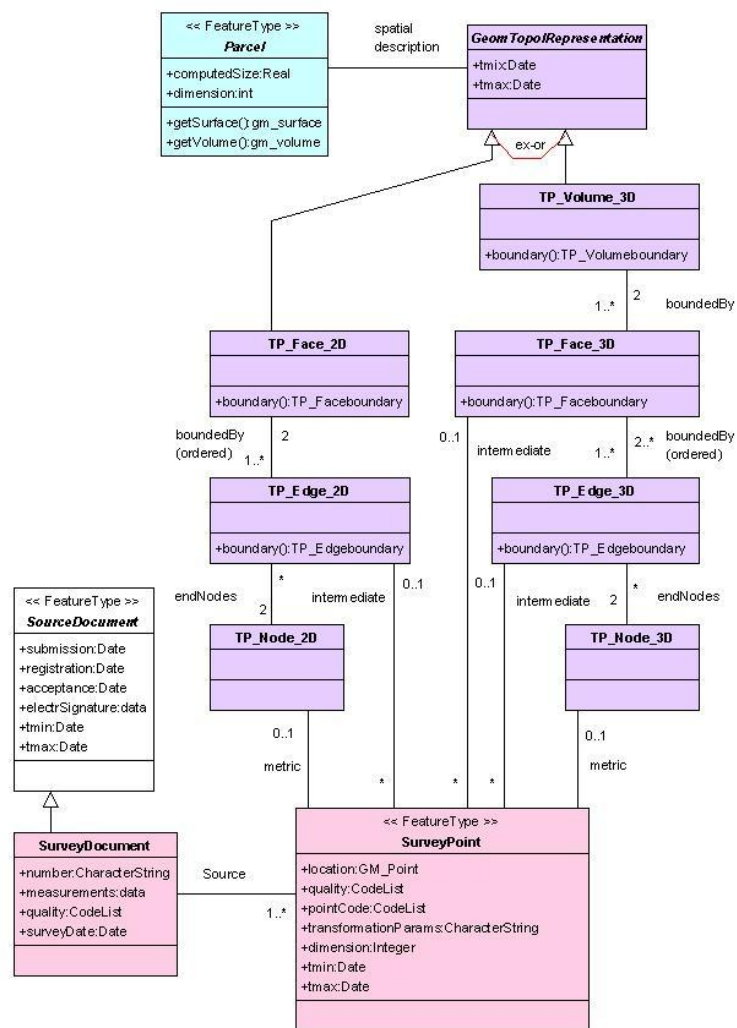 << FeatureType >>
Parcel
+computedSize:Real
+dimension:int
+getSurface():gm_surface
+getVolume():gm_volume
spatial
description
GeomTopolRepresentation
+tmix:Date
+tmax:Date
ex-or
TP_Volume_3D
+boundary():TP_Volumeboundary
1..*
2
boundedBy
TP_Face_2D
+boundary():TP_Faceboundary
TP_Face_3D
+boundary():TP_Faceboundary
boundedBy
(ordered)
2
1..*
0..1
intermediate
2..*
1..*
boundedBy
(ordered)
TP_Edge_2D
+boundary():TP_Edgeboundary
TP_Edge_3D
+boundary():TP_Edgeboundary
endNodes
*
2
intermediate
0..1
0..1
intermediate
*
2
endNodes
<< FeatureType >>
SourceDocument
+submission:Date
+registration:Date
+acceptance:Date
+electrSignature:data
+tmin:Date
+tmax:Date
TP_Node_2D
TP_Node_3D
0..1
metric
*
*
*
0..1
metric
SurveyDocument
+number:CharacterString
+measurements:data
+quality:CodeList
+surveyDate:Date
Source
1..*
<< FeatureType >>
SurveyPoint
+location:GM_Point
+quality:CodeList
+pointCode:CodeList
+transformationParams:CharacterString
+dimension:Integer
+tmin:Date
+tmax:Date